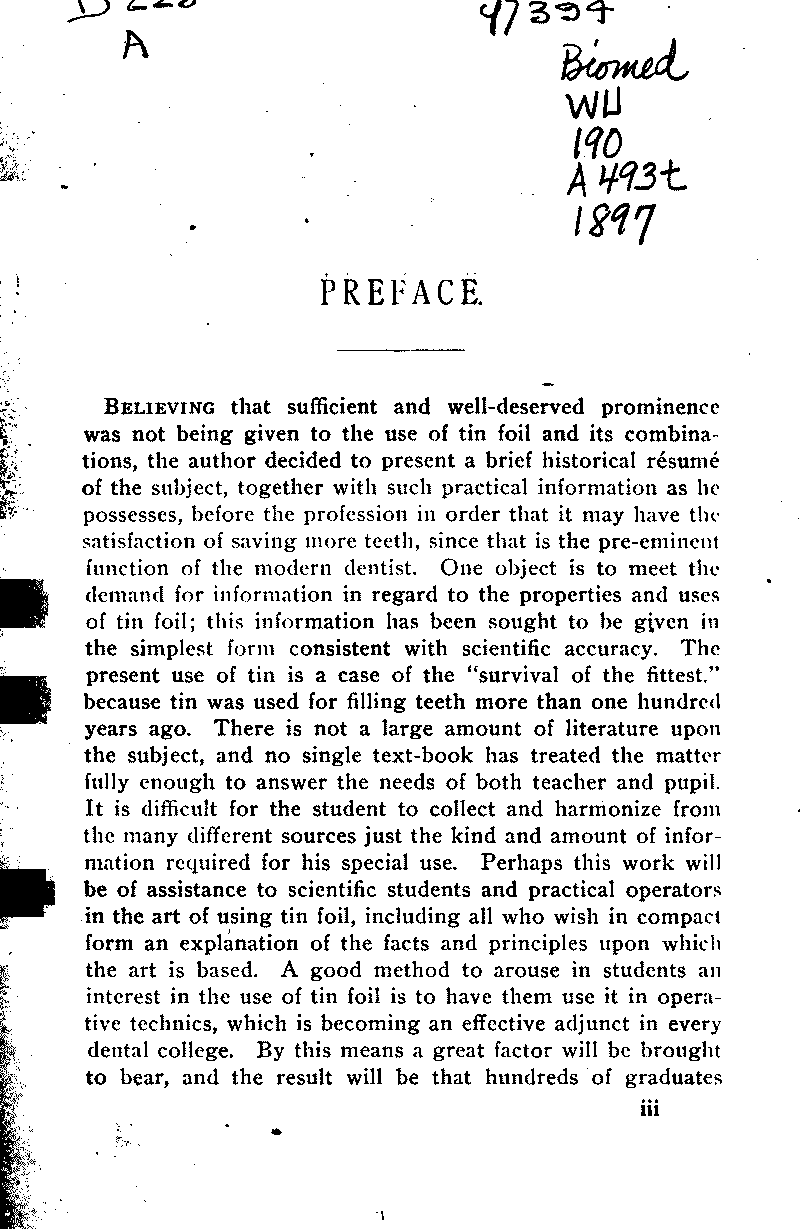 47394
A
Biomed
WU
190
A493t
1897
PREFACE.
BELIEVING that sufficient and well-deserved prominence
was not being given to the use of tin foil and its combina-
tions, the author decided to present a brief historical résumé
of the subject, together with such practical information as he
possesses, before the profession in order that it may have the
satisfaction of saving more teeth, since that is the pre-eminent
function of the modern dentist. One object is to meet the
demand for information in regard to the properties and uses
of tin foil; this information has been sought to be given in
the simplest form consistent with scientific accuracy. The
present use of tin is a case of the “survival of the fittest.”
because tin was used for filling teeth more than one hundred
years ago. There is not a large amount of literature upon
the subject, and no single text-book has treated the matter
fully enough to answer the needs of both teacher and pupil.
It is difficult for the student to collect and harmonize from
the many different sources just the kind and amount of infor-
mation required for his special use. Perhaps this work will
be of assistance to scientific students and practical operators
in the art of using tin foil, including all who wish in compact
form an explanation of the facts and principles upon which
the art is based. A good method to arouse in students an
interest in the use of tin foil is to have them use it in opera-
tive technics, which is becoming an effective adjunct in every
dental college. By this means a great factor will be brought
to bear, and the result will be that hundreds of graduates
iii